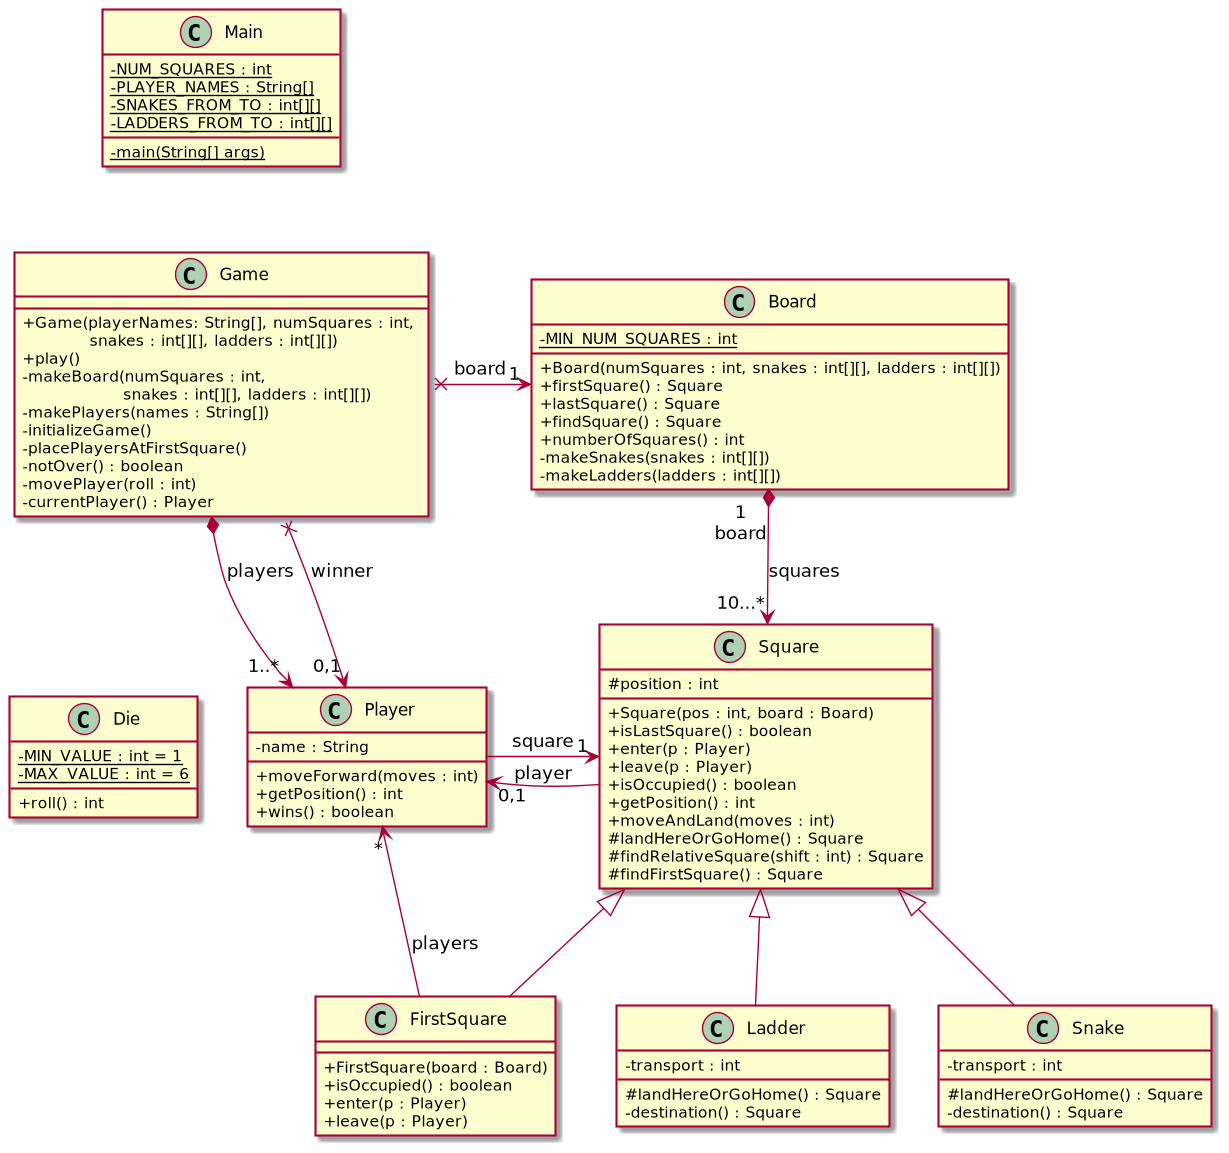 C Main
-NUM_SQUARES : int
-PLAYER_NAMES : String[]
-SNAKES_FROM_TO : int[][]
-LADDERS_FROM_TO : int[][]
-main(String[] args)
C Game
+Game(playerNames: String[], numSquares : int,
snakes : int[][], ladders : int[][])
+play()
-makeBoard(numSquares : int,
snakes : int[][], ladders : int[][])
-makePlayers(names : String[])
-initializeGame()
-placePlayersAtFirstSquare()
-notOver() : boolean
-movePlayer(roll : int)
-currentPlayer() : Player
board 1
C Board
-MIN_NUM_SQUARES : int
+Board(numSquares : int, snakes : int[][], ladders : int[][])
+firstSquare() : Square
+lastSquare() : Square
+findSquare() : Square
+numberOfSquares() : int
-makeSnakes(snakes : int[][])
-makeLadders(ladders : int[][])
1
board
squares
10...*
players
winner
1..*
0,1
C Die
-MIN_VALUE : int = 1
-MAX_VALUE : int = 6
+roll() : int
C Player
-name : String
+moveForward(moves : int)
+getPosition() : int
+wins() : boolean
square 1
player
0,1
C Square
#position : int
+Square(pos : int, board : Board)
+isLastSquare() : boolean
+enter(p : Player)
+leave(p : Player)
+isOccupied() : boolean
+getPosition() : int
+moveAndLand(moves : int)
#landHereOrGoHome() : Square
#findRelativeSquare(shift : int) : Square
#findFirstSquare() : Square
*
players
C FirstSquare
+FirstSquare(board : Board)
+isOccupied() : boolean
+enter(p : Player)
+leave(p : Player)
C Ladder
-transport : int
#landHereOrGoHome() : Square
-destination() : Square
C Snake
-transport : int
#landHereOrGoHome() : Square
-destination() : Square